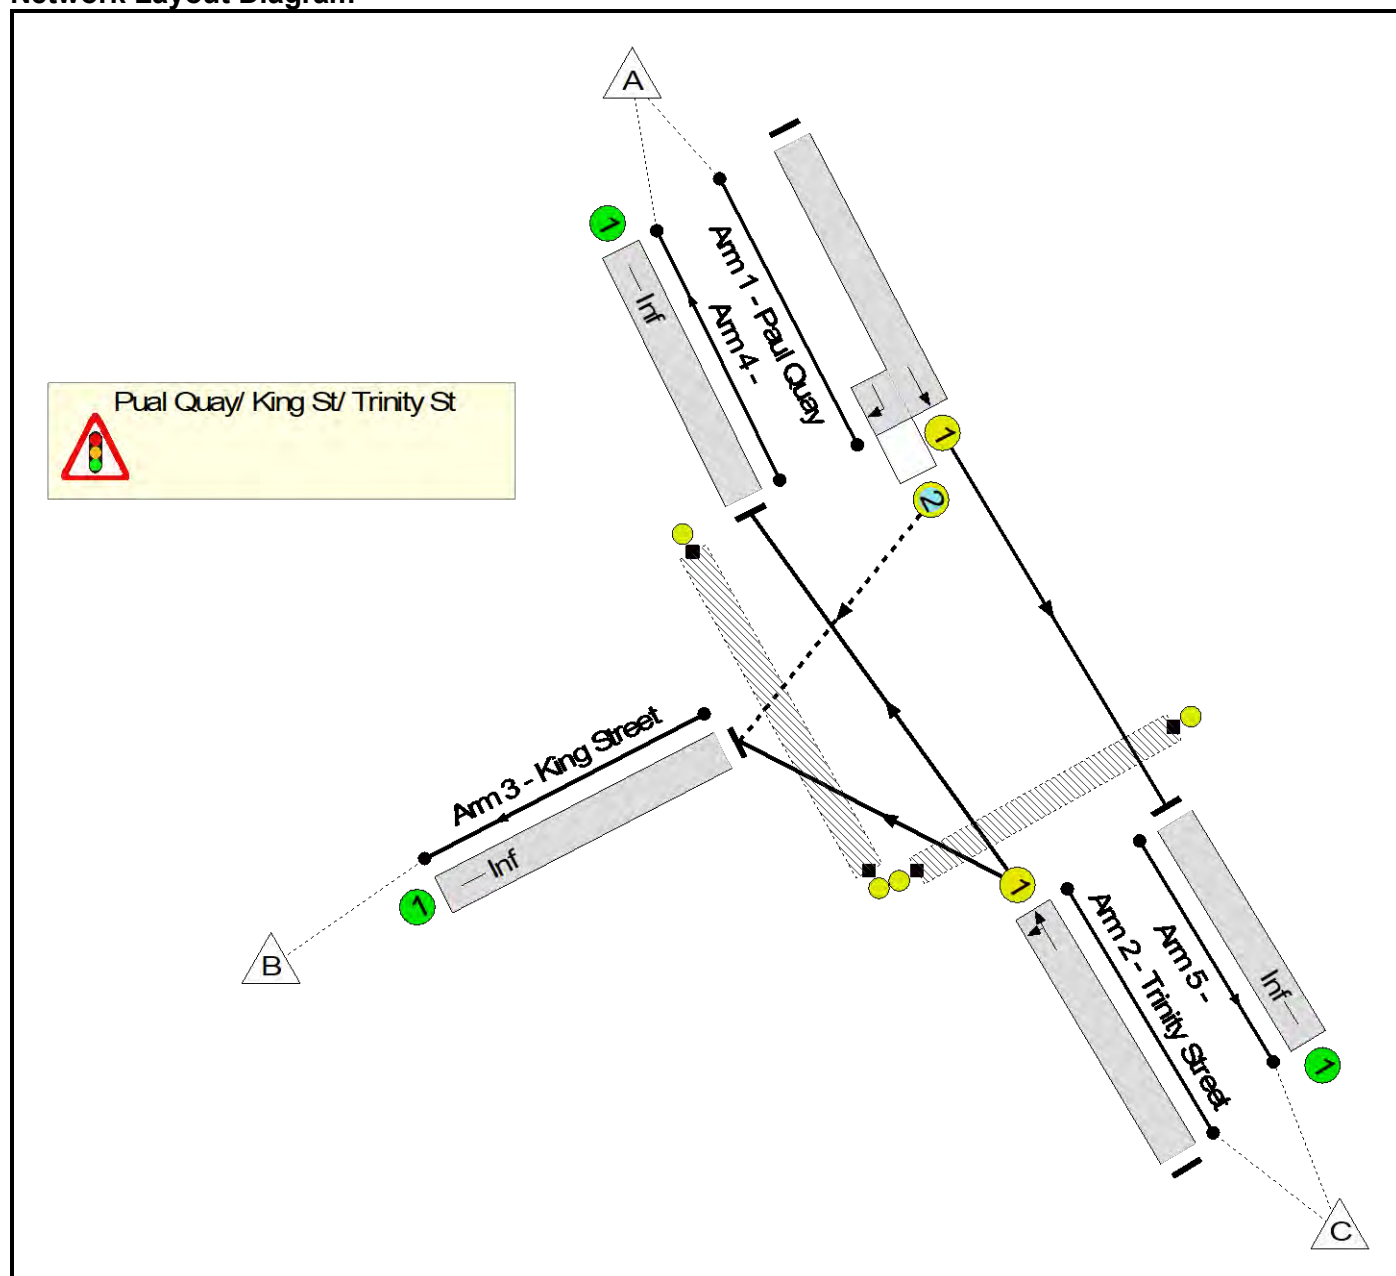 Network Layout Diagram
A
1
Arm 1 - Paul Quay
Inf
Arm 4 -
Pual Quay/ King St/ Trinity St
1
2
Arm 3 - King Street
Inf
1
1
B
Arm 2 - Trinity Street
Arm 5 -
Inf
1
C